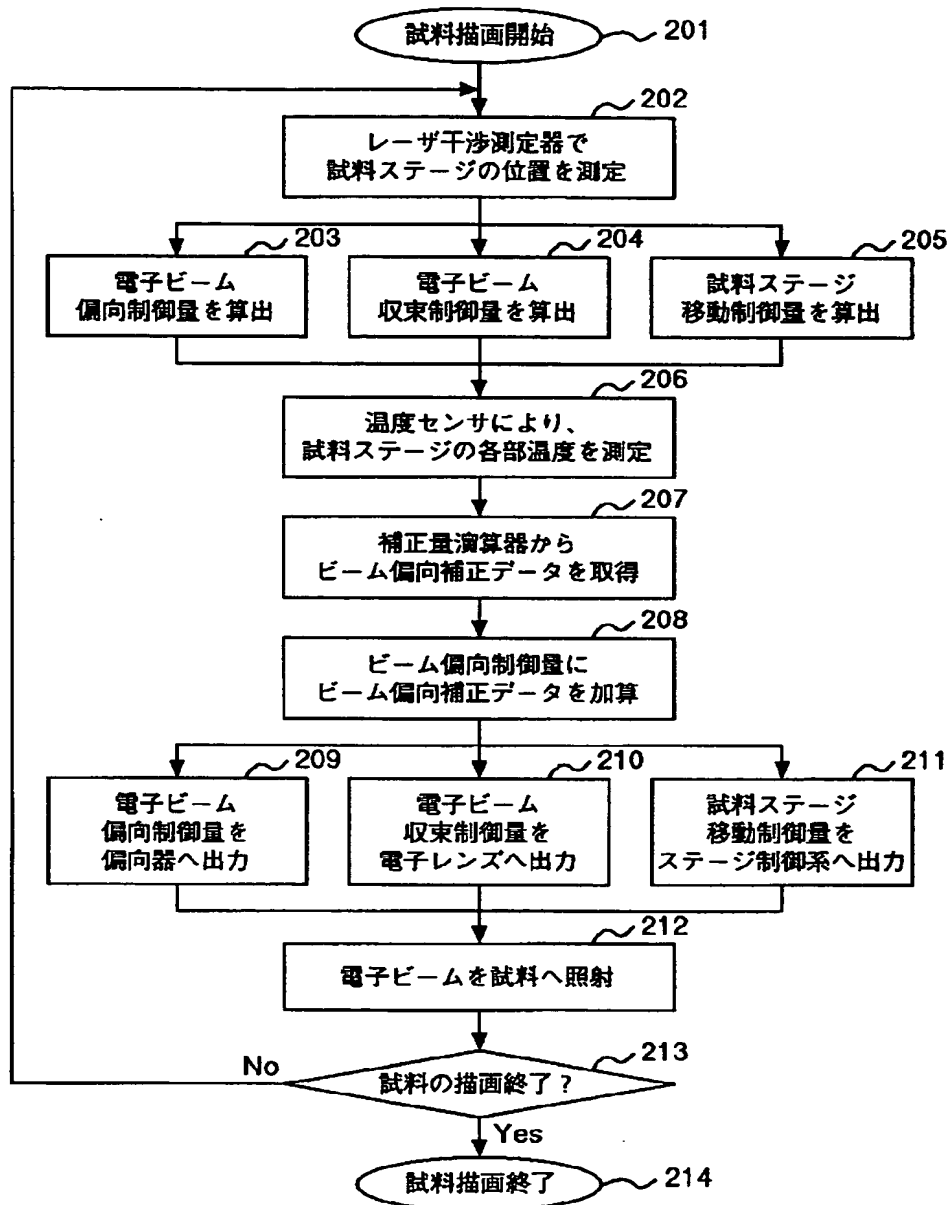 試料描画開始
201
202
レーザ干渉測定器で
試料ステージの位置を測定
203
電子ビーム
偏向制御量を算出
204
電子ビーム
収束制御量を算出
205
試料ステージ
移動制御量を算出
206
温度センサにより、
試料ステージの各部温度を測定
207
補正量演算器から
ビーム偏向補正データを取得
208
ビーム偏向制御量に
ビーム偏向補正データを加算
209
電子ビーム
偏向制御量を
偏向器へ出力
210
電子ビーム
収束制御量を
電子レンズへ出力
211
試料ステージ
移動制御量を
ステージ制御系へ出力
212
電子ビームを試料へ照射
213
試料の描画終了？
No
Yes
試料描画終了
214